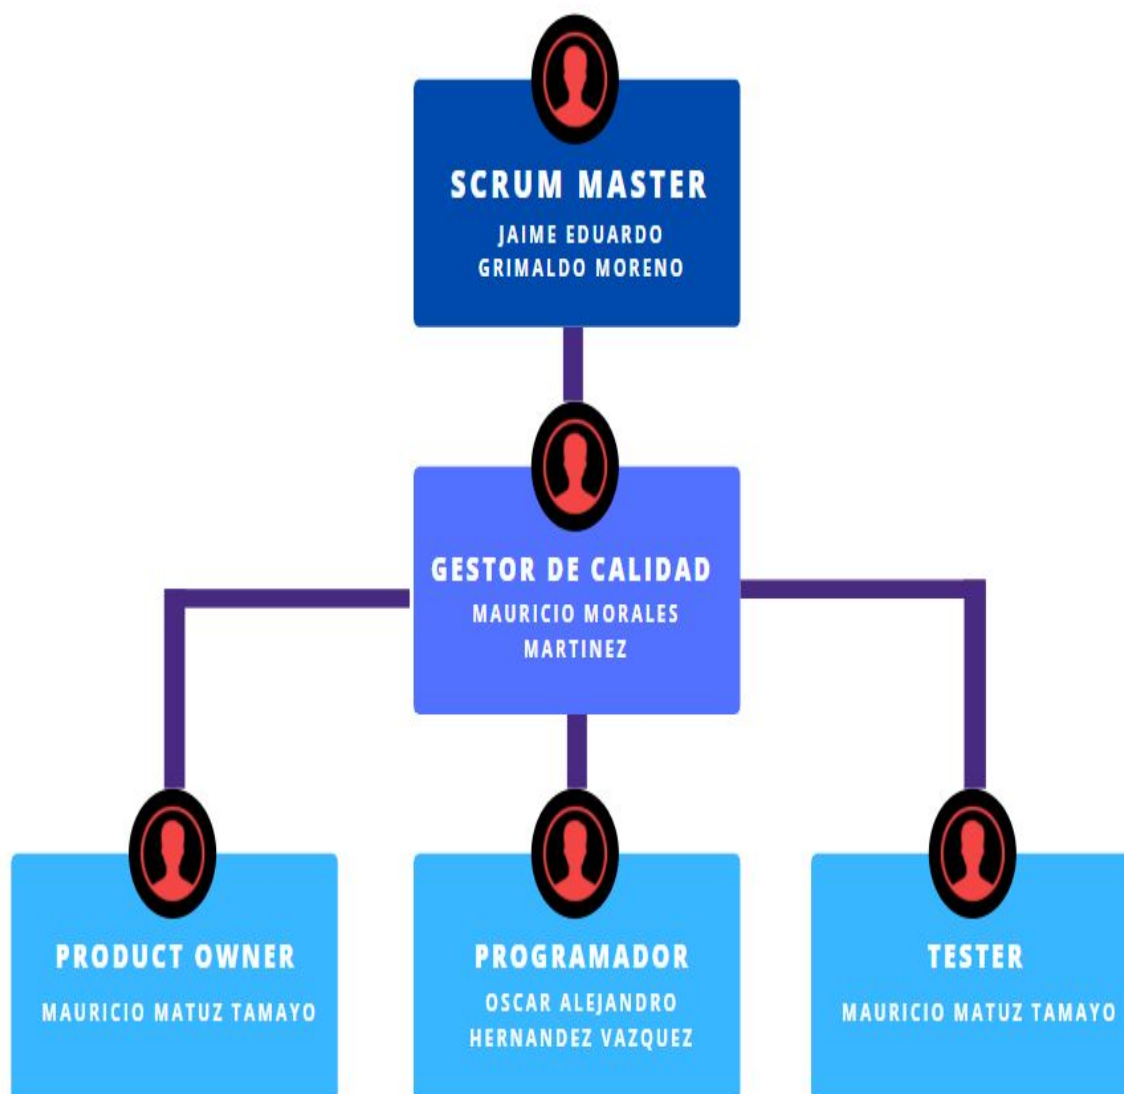 SCRUM MASTER
JAIME EDUARDO
GRIMALDO MORENO
GESTOR DE CALIDAD
MAURICIO MORALES
MARTINEZ
PRODUCT OWNER
MAURICIO MATUZ TAMAYO
PROGRAMADOR
OSCAR ALEJANDRO
HERNANDEZ VAZQUEZ
TESTER
MAURICIO MATUZ TAMAYO